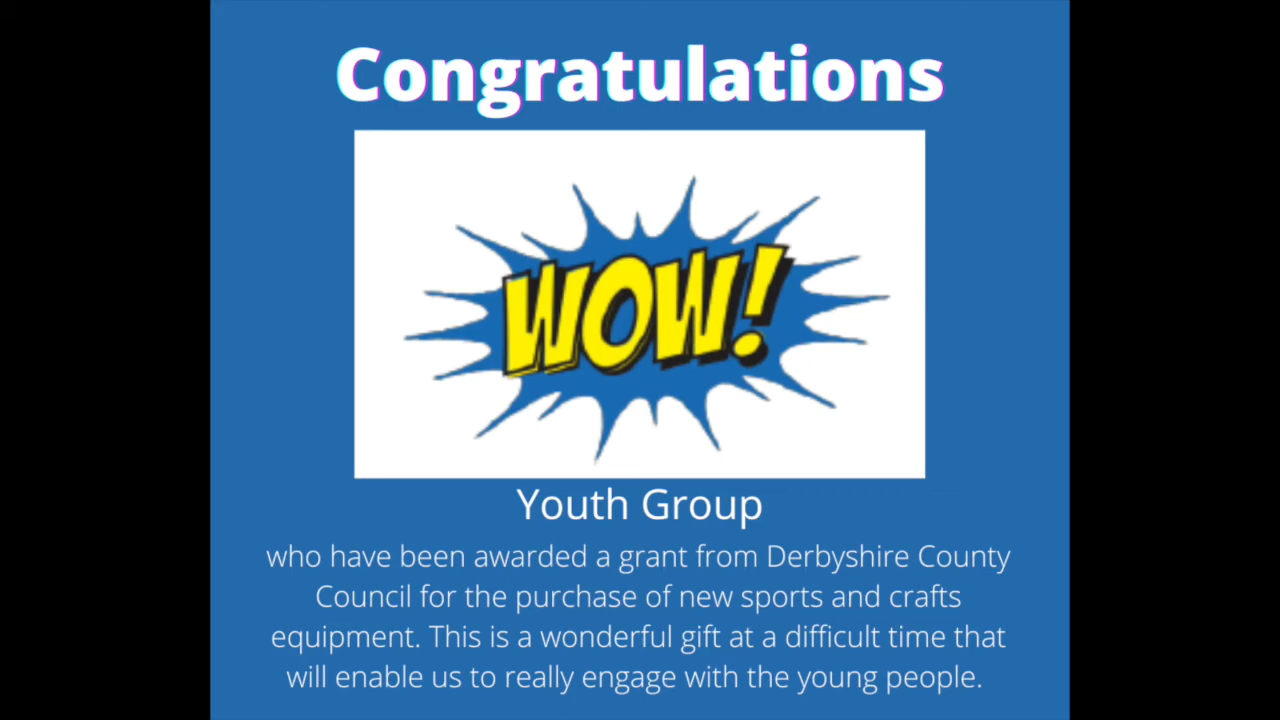 Congratulations
WOW!
Youth Group
who have been awarded a grant from Derbyshire County
Council for the purchase of new sports and crafts
equipment. This is a wonderful gift at a difficult time that
will enable us to really engage with the young people.